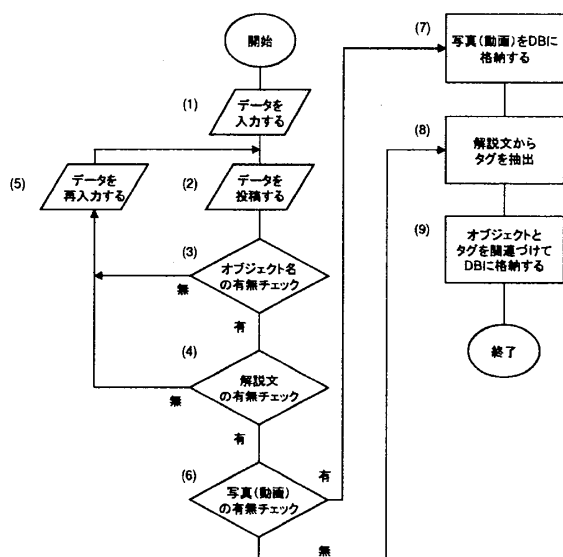 開始
(1)
データを
入力する
(5)
データを
再入力する
(2)
データを
投稿する
(3)
オブジェクト名
の有無チェック
無
有
(4)
解説文
の有無チェック
無
有
(6)
写真(動画)
の有無チェック
有
無
(7)
写真(動画)をDBに
格納する
(8)
解説文から
タグを抽出
(9)
オブジェクトと
タグを関連づけて
DBに格納する
終了